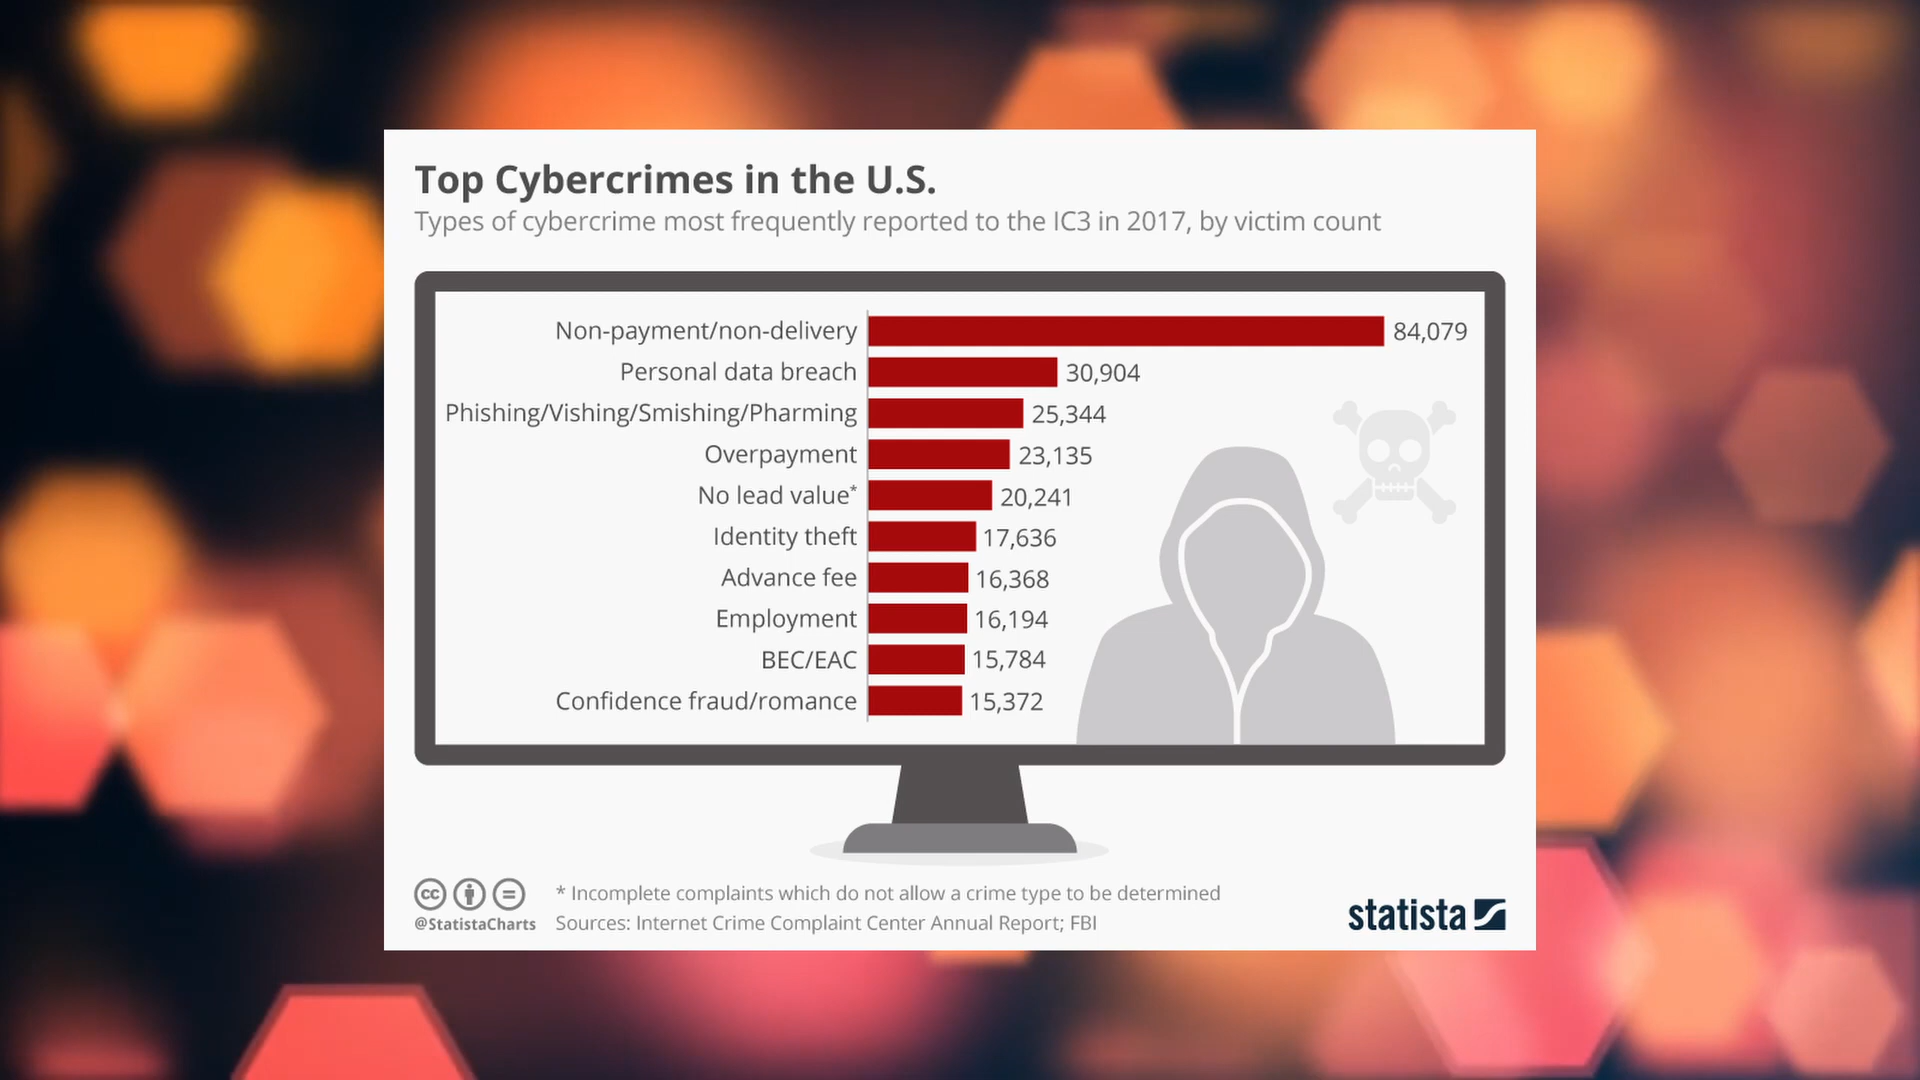 Top Cybercrimes in the U.S.
Types of cybercrime most frequently reported to the IC3 in 2017, by victim count
Non-payment/non-delivery 84,079
Personal data breach 30,904
Phishing/Vishing/Smishing/Pharming 25,344
Overpayment 23,135
No lead value* 20,241
Identity theft 17,636
Advance fee 16,368
Employment 16,194
BEC/EAC 15,784
Confidence fraud/romance 15,372
cc
* Incomplete complaints which do not allow a crime type to be determined
@StatistaCharts Sources: Internet Crime Complaint Center Annual Report; FBI
statista